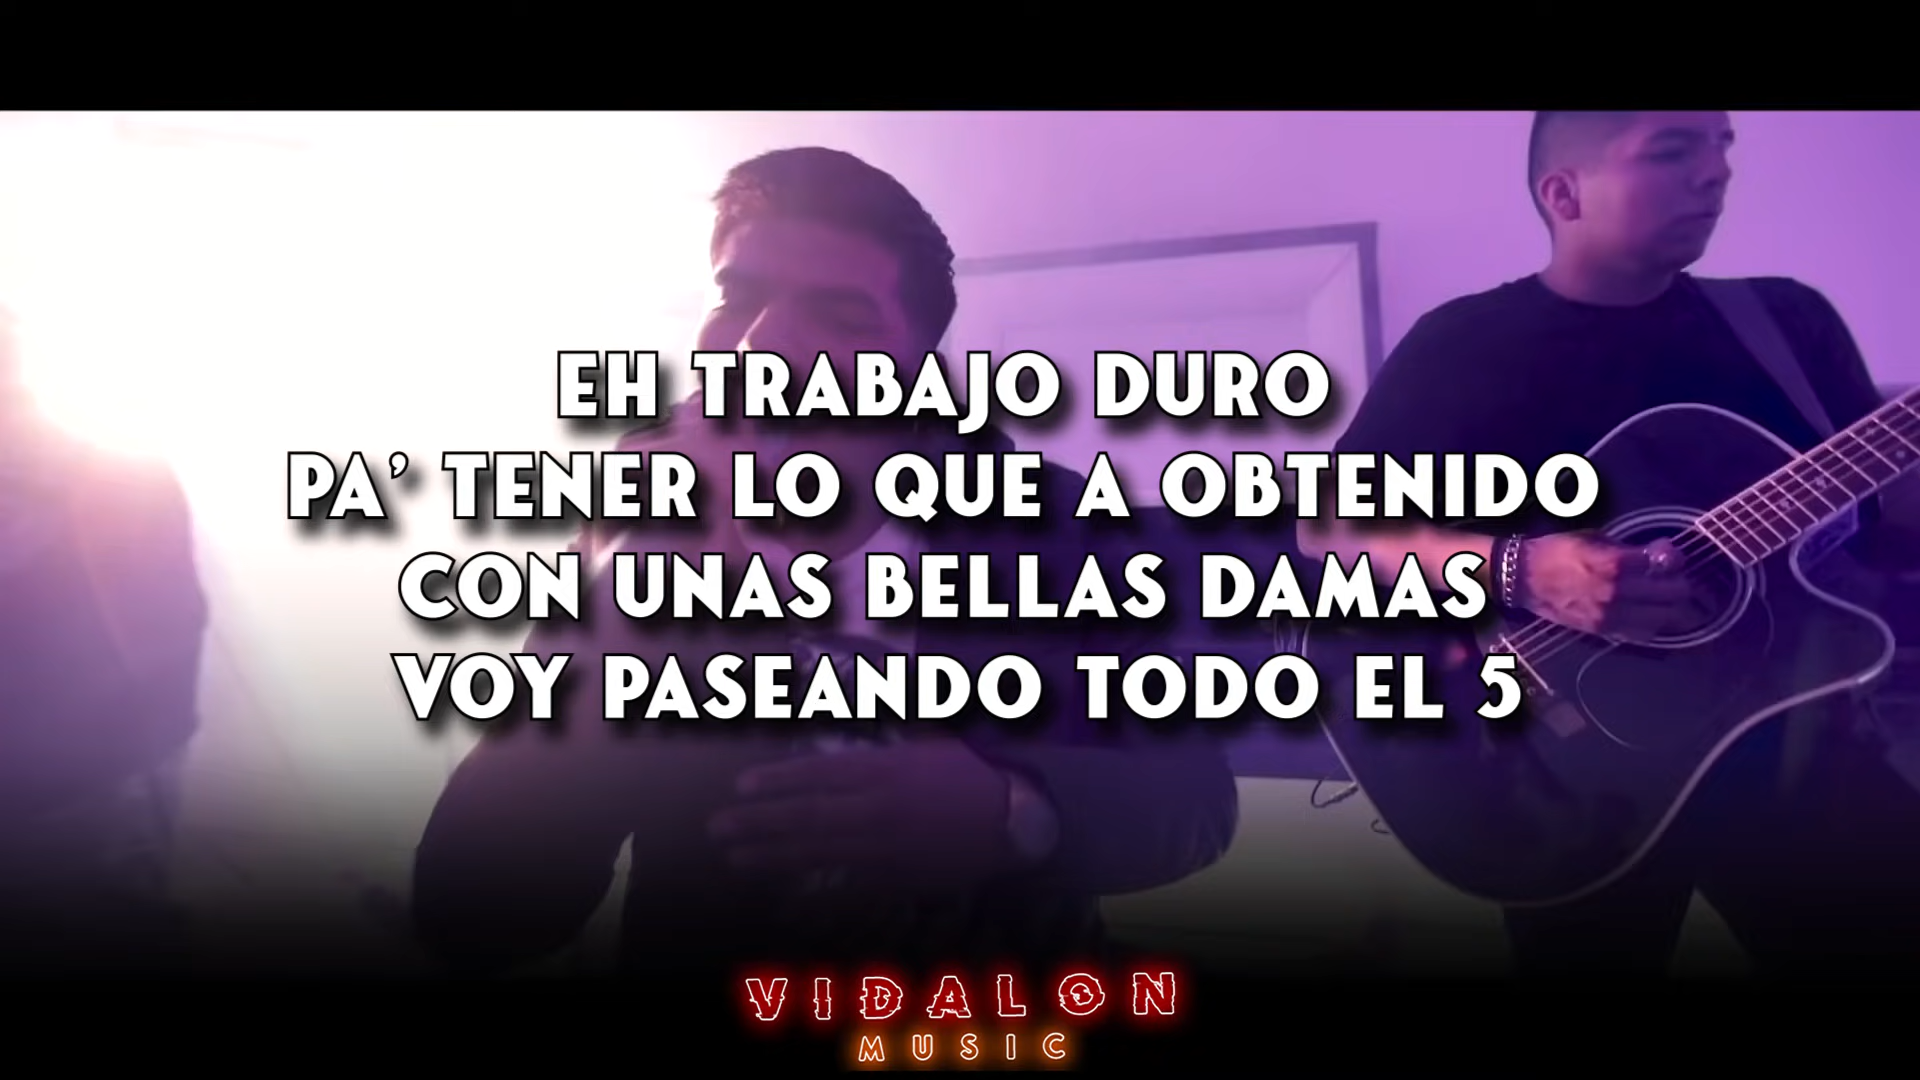 EH TRABAJO DURO
PA' TENER LO QUE A OBTENIDO
CON UNAS BELLAS DAMAS
VOY PASEANDO TODO EL 5
VIDALON
MUSIC